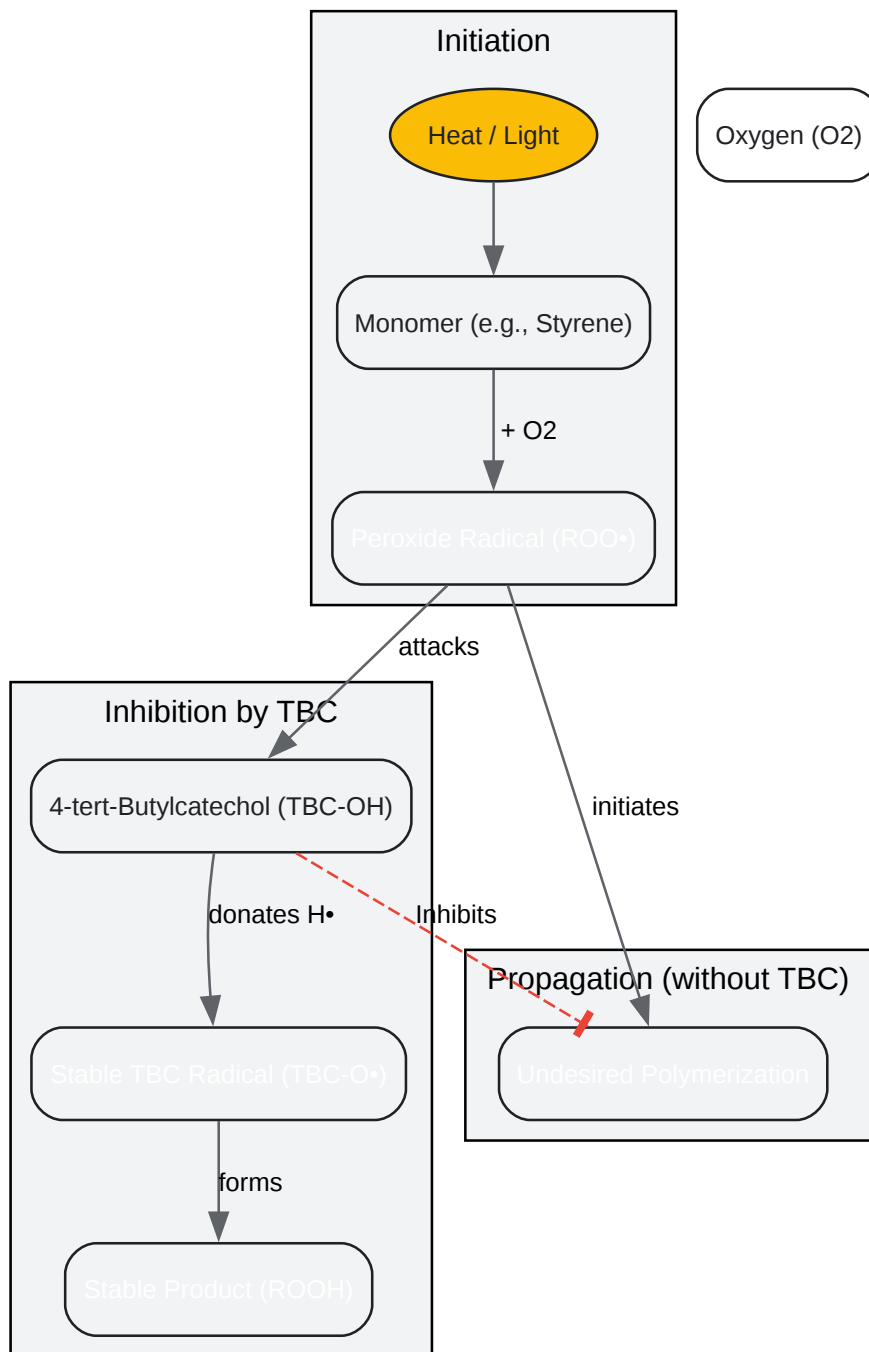 Initiation
Heat / Light
Oxygen (O2)
Monomer (e.g., Styrene)
+ O2
Peroxide Radical (ROO•)
attacks
Inhibition by TBC
4-tert-Butylcatechol (TBC-OH)
initiates
donates H•
Inhibits
Propagation (without TBC)
Stable TBC Radical (TBC-O•)
Undesired Polymerization
forms
Stable Product (ROOH)